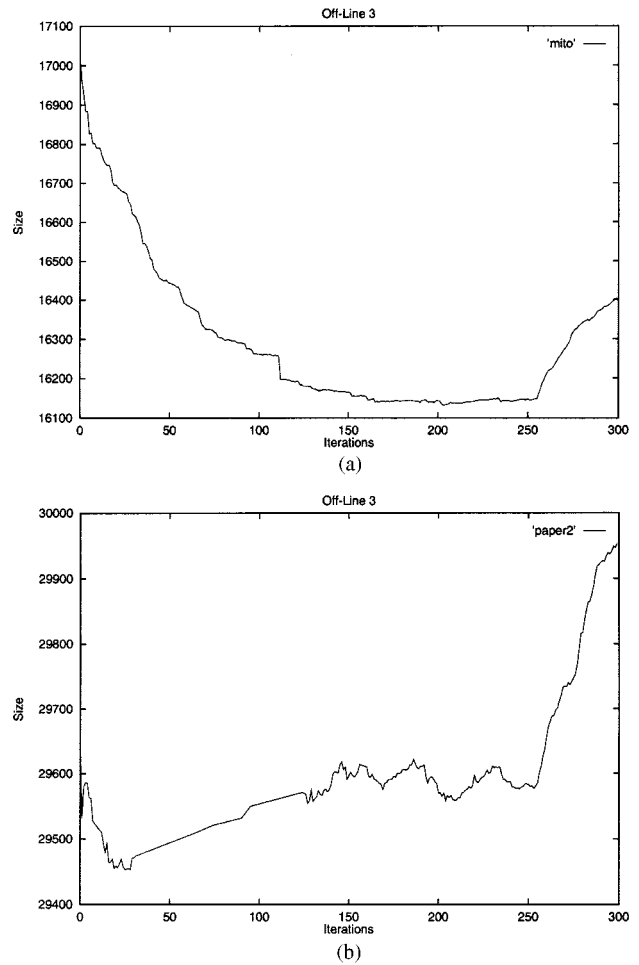 Off-Line 3
17100
'mito'
17000
16900
16800
16700
Size
16600
16500
16400
16300
16200
16100
0 50 100 150 200 250 300
Iterations
(a)
Off-Line 3
30000
'paper2'
29900
29800
29700
Size
29600
29500
29400
0 50 100 150 200 250 300
Iterations
(b)